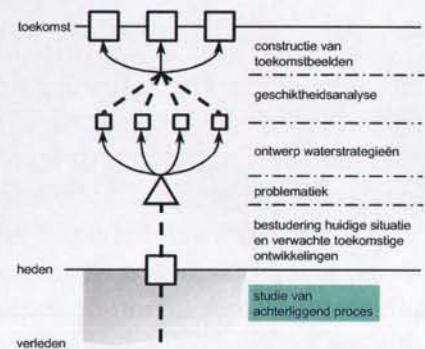 toekomst
constructie van
toekomstbeelden
geschiktheidsanalyse
ontwerp waterstrategieën
problematiek
bestudering huidige situatie
en verwachte toekomstige
ontwikkelingen
heden
studie van
achterliggend proces
verleden